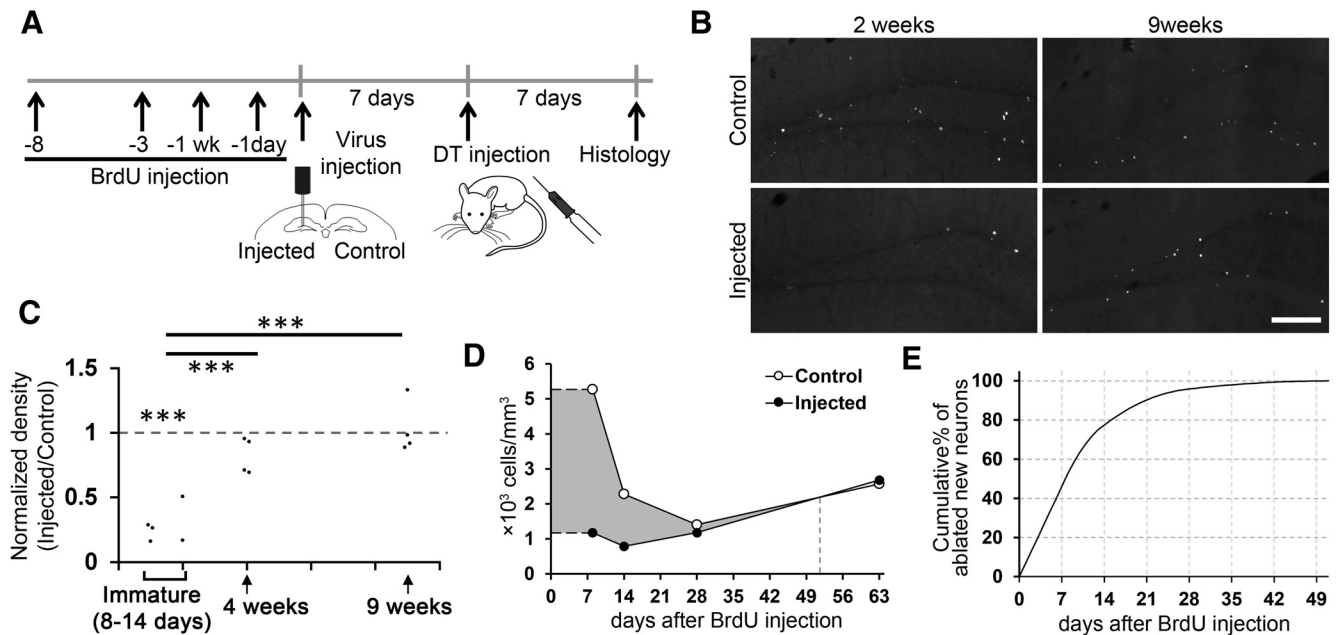 A
7 days
7 days
-8
-3
-1 wk
-1day
BrdU injection
Virus
injection
DT injection
Histology
Injected
Control
B
2 weeks
9weeks
Control
Injected
C
***
***
***
Normalized density
(Injected/Control)
1.5
1
0.5
0
Immature
(8-14 days)
4 weeks
9 weeks
D
Control
Injected
×10³ cells/mm³
6
5
4
3
2
1
0
0 7 14 21 28 35 42 49 56 63
days after BrdU injection
E
Cumulative% of
ablated new neurons
100
80
60
40
20
0
0 7 14 21 28 35 42 49
days after BrdU injection